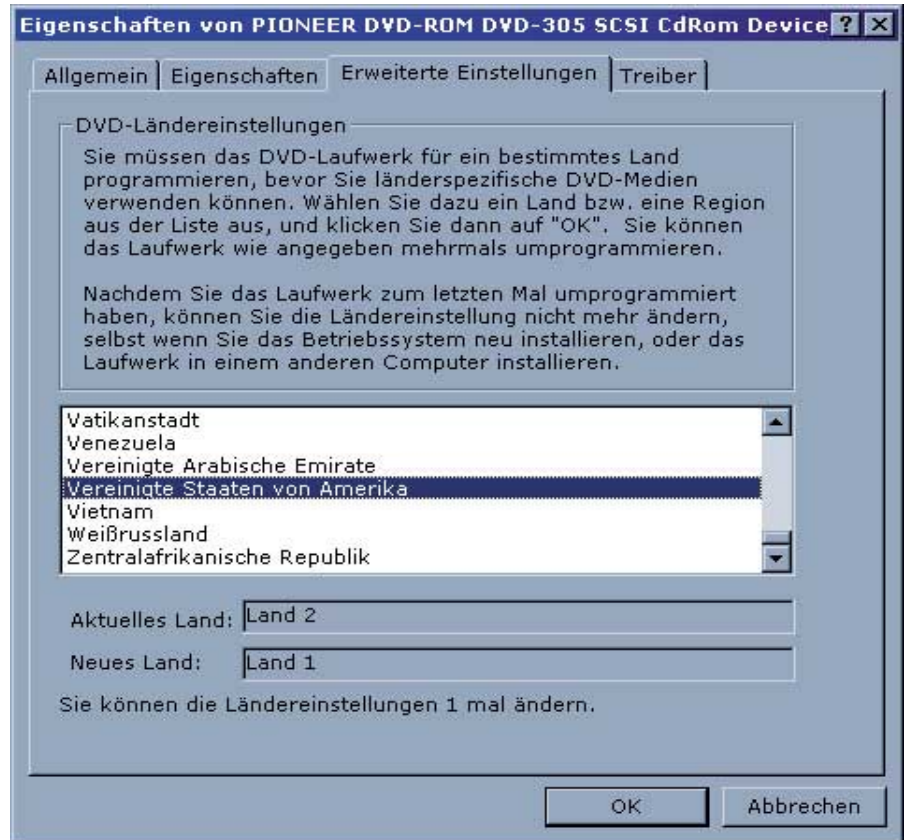 Eigenschaften von PIONEER DVD-ROM DVD-305 SCSI CdRom Device
Allgemein
Eigenschaften
Erweiterte Einstellungen
Treiber
DVD-Ländereinstellungen
Sie müssen das DVD-Laufwerk für ein bestimmtes Land
programmieren, bevor Sie länderspezifische DVD-Medien
verwenden können. Wählen Sie dazu ein Land bzw. eine Region
aus der Liste aus, und klicken Sie dann auf "OK".  Sie können
das Laufwerk wie angegeben mehrmals umprogrammieren.
Nachdem Sie das Laufwerk zum letzten Mal umprogrammiert
haben, können Sie die Ländereinstellung nicht mehr ändern,
selbst wenn Sie das Betriebssystem neu installieren, oder das
Laufwerk in einem anderen Computer installieren.
Vatikanstadt
Venezuela
Vereinigte Arabische Emirate
Vereinigte Staaten von Amerika
Vietnam
Weißrussland
Zentralafrikanische Republik
Aktuelles Land: Land 2
Neues Land: Land 1
Sie können die Ländereinstellungen 1 mal ändern.
OK
Abbrechen